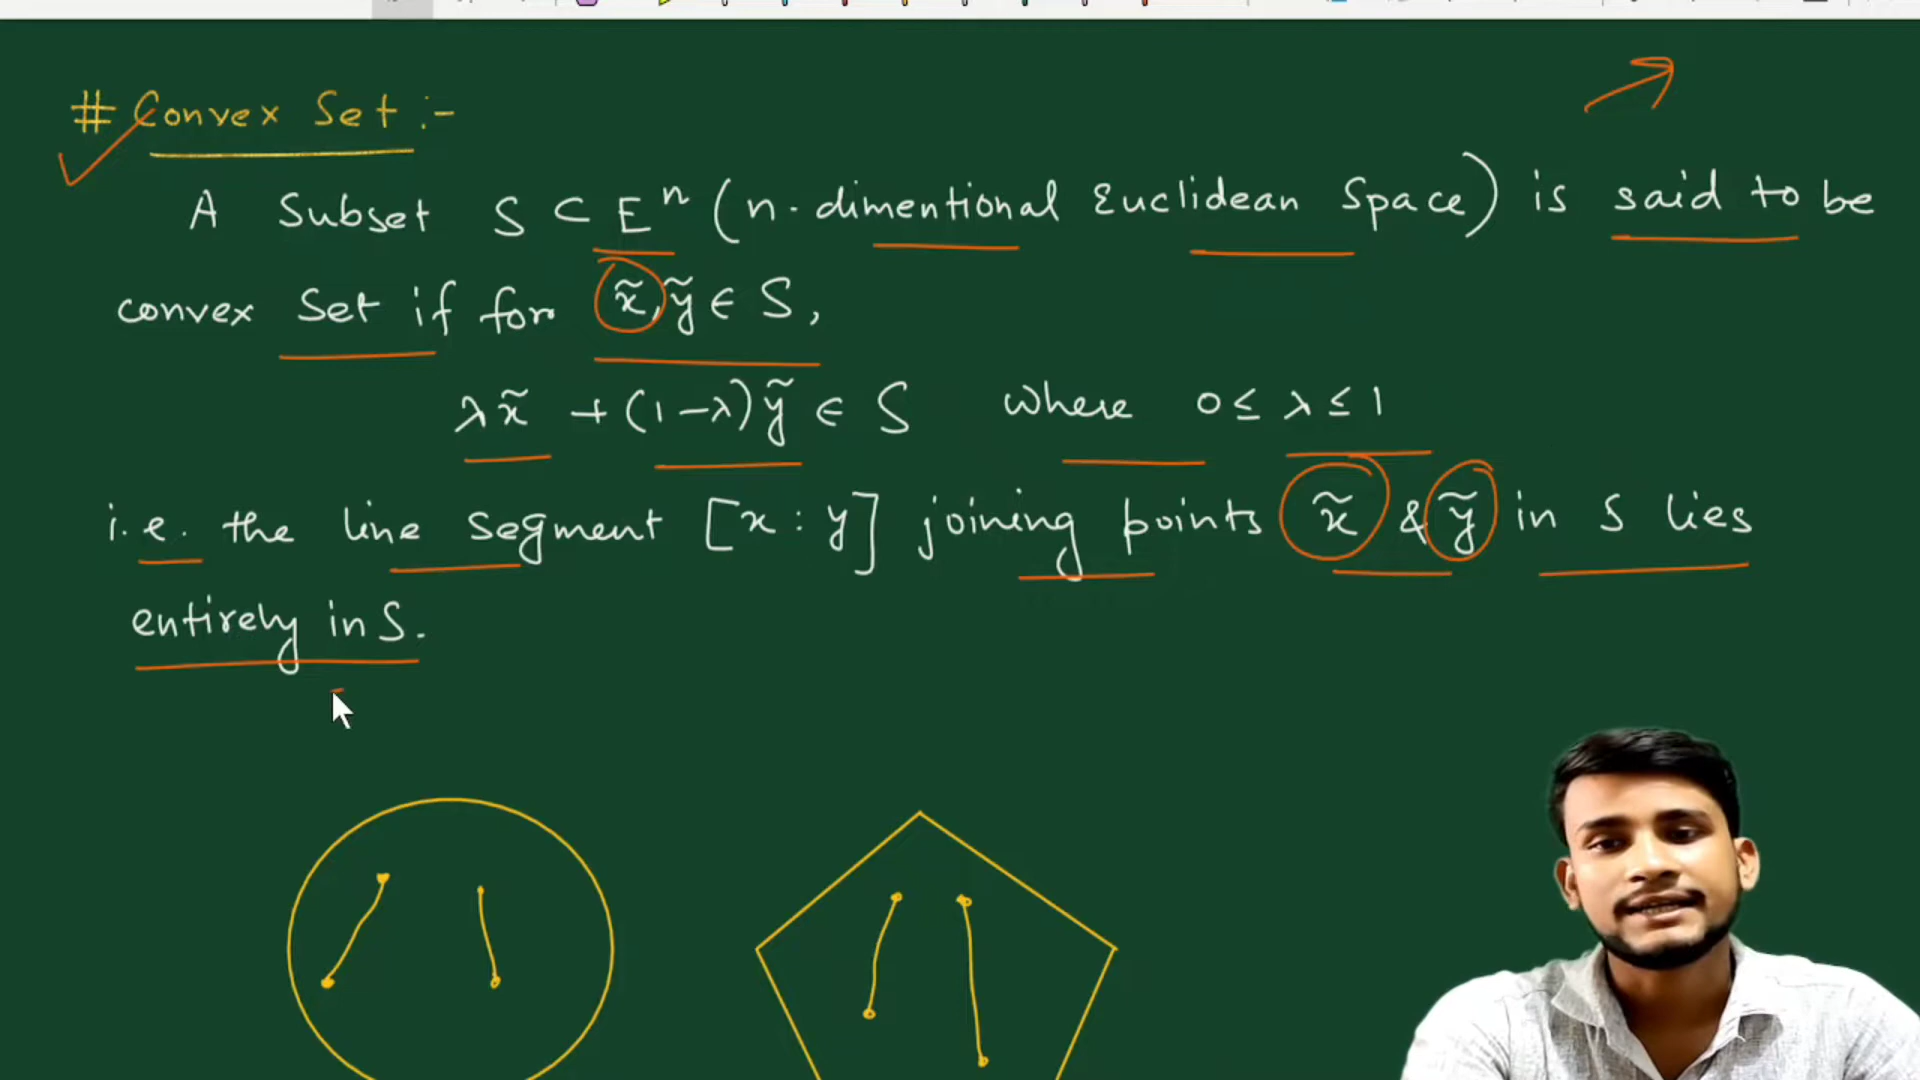 # Convex Set :-
A Subset S ⊂ Eⁿ (n-dimentional Euclidean Space) is said to be
convex Set if for x̃, ỹ ∈ S,
λx̃ + (1-λ)ỹ ∈ S where 0 ≤ λ ≤ 1
i.e. the line segment [x : y] joining points x̃ & ỹ in S lies
entirely in S.